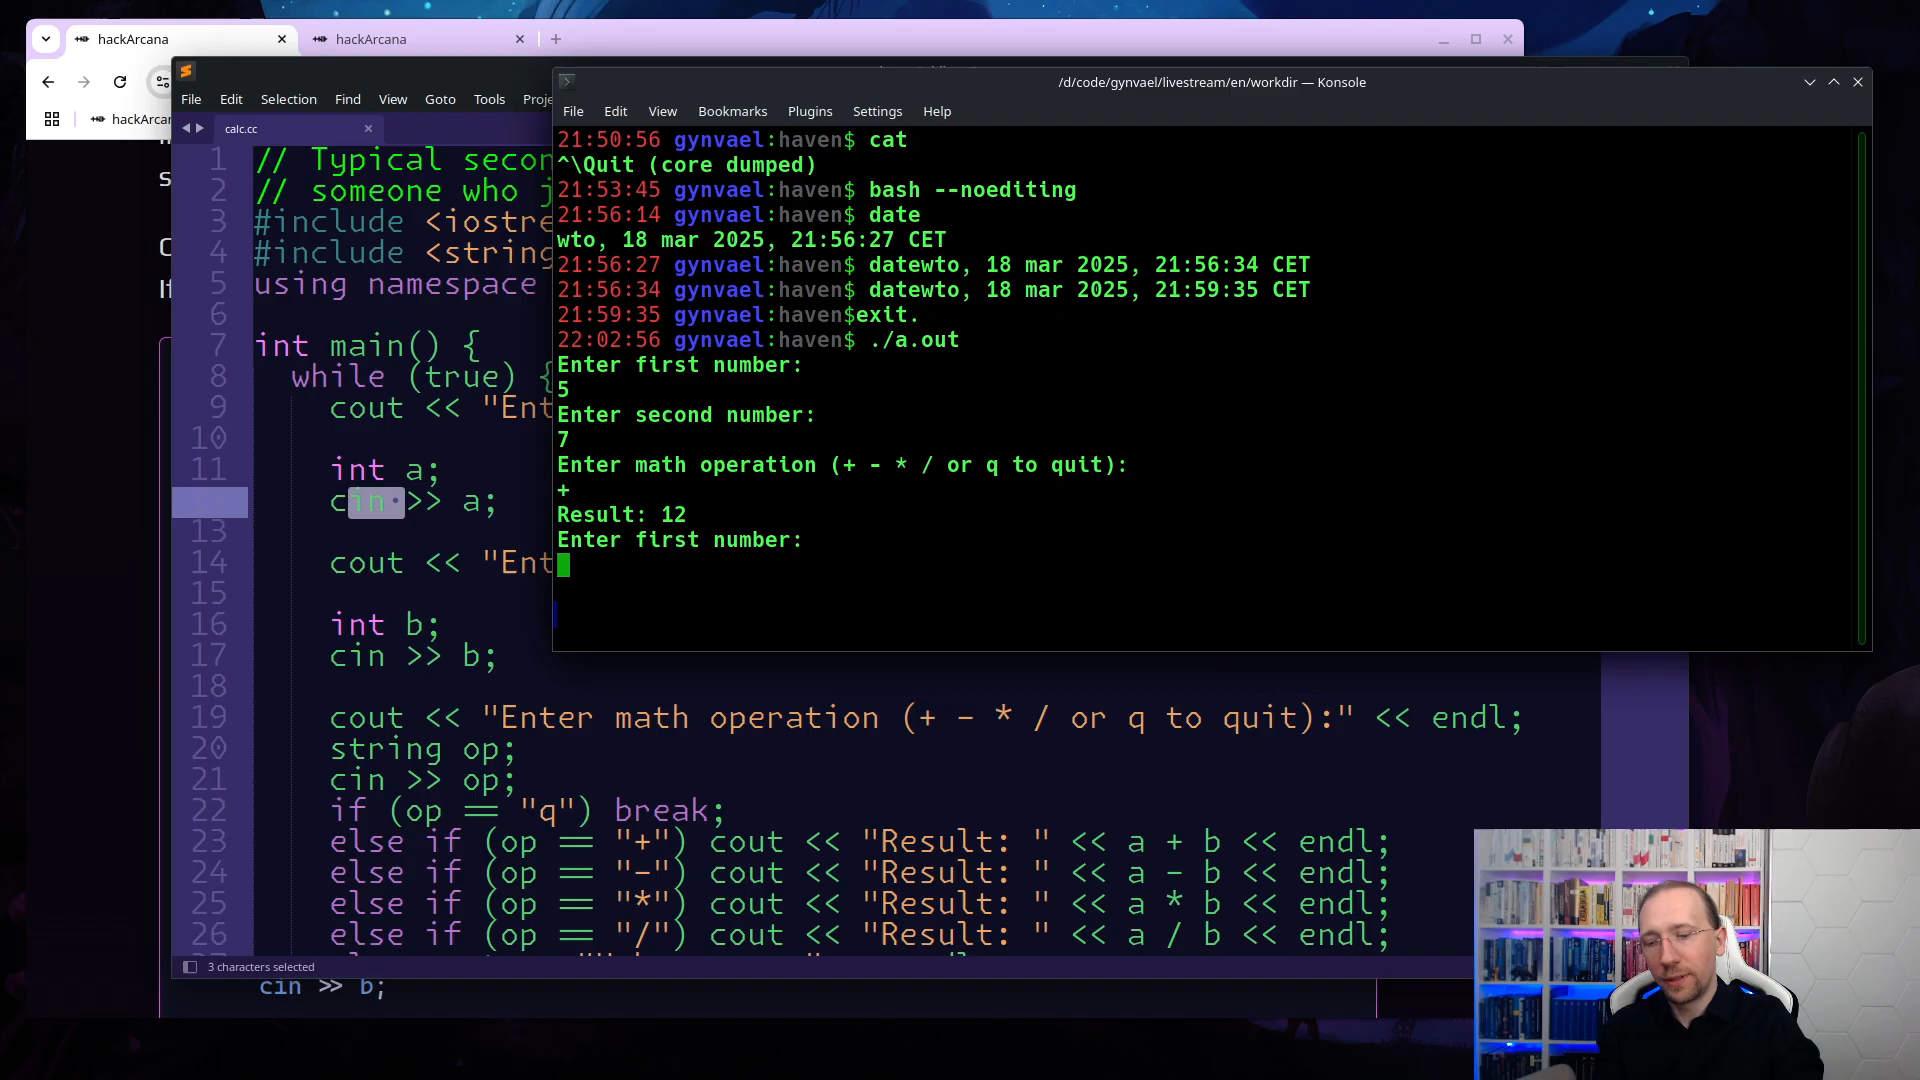 hackArcana
hackArcana
hackArcana
File Edit Selection Find View Goto Tools
calc.cc
1 // Typical secon
2 // someone who j
3 #include <iostre
4 #include <string
5 using namespace
6
7 int main() {
8 while (true) {
9 cout << "Ent
10
11 int a;
cin >> a;
13
14 cout << "Ent
15
16 int b;
17 cin >> b;
18
19 cout << "Enter math operation (+ - * / or q to quit):" << endl;
20 string op;
21 cin >> op;
22 if (op == "q") break;
23 else if (op == "+") cout << "Result: " << a + b << endl;
24 else if (op == "-") cout << "Result: " << a - b << endl;
25 else if (op == "*") cout << "Result: " << a * b << endl;
26 else if (op == "/") cout << "Result: " << a / b << endl;
3 characters selected
cin >> b;
/d/code/gynvael/livestream/en/workdir — Konsole
File Edit View Bookmarks Plugins Settings Help
21:50:56 gynvael:haven$ cat
^\Quit (core dumped)
21:53:45 gynvael:haven$ bash --noediting
21:56:14 gynvael:haven$ date
wto, 18 mar 2025, 21:56:27 CET
21:56:27 gynvael:haven$ datewto, 18 mar 2025, 21:56:34 CET
21:56:34 gynvael:haven$ datewto, 18 mar 2025, 21:59:35 CET
21:59:35 gynvael:haven$exit.
22:02:56 gynvael:haven$ ./a.out
Enter first number:
5
Enter second number:
7
Enter math operation (+ - * / or q to quit):
+
Result: 12
Enter first number: